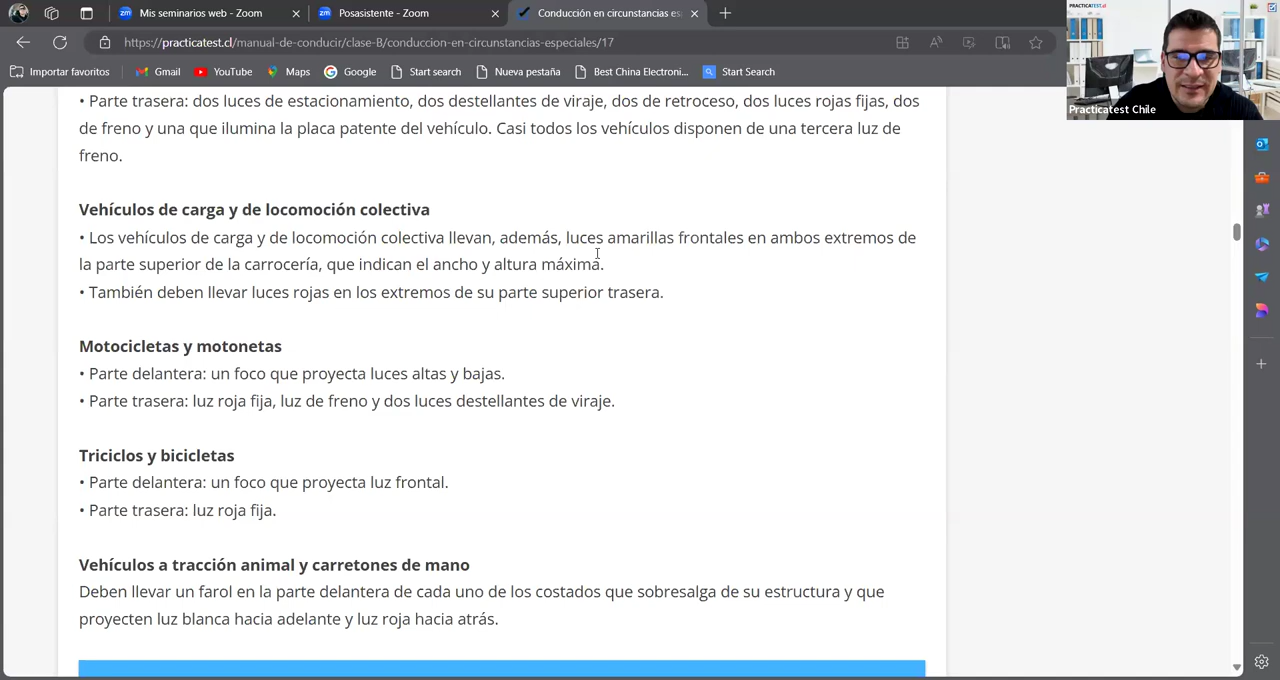 Mis seminarios web - Zoom
Posasistente - Zoom
Conducción en circunstancias es
https://practicatest.cl/manual-de-conducir/clase-B/conduccion-en-circunstancias-especiales/17
Importar favoritos
Gmail
YouTube
Maps
Google
Start search
Nueva pestaña
Best China Electroni...
Start Search
PRACTICATEST.cl
Practicatest Chile
• Parte trasera: dos luces de estacionamiento, dos destellantes de viraje, dos de retroceso, dos luces rojas fijas, dos
de freno y una que ilumina la placa patente del vehículo. Casi todos los vehículos disponen de una tercera luz de
freno.
Vehículos de carga y de locomoción colectiva
• Los vehículos de carga y de locomoción colectiva llevan, además, luces amarillas frontales en ambos extremos de
la parte superior de la carrocería, que indican el ancho y altura máxima.
• También deben llevar luces rojas en los extremos de su parte superior trasera.
Motocicletas y motonetas
• Parte delantera: un foco que proyecta luces altas y bajas.
• Parte trasera: luz roja fija, luz de freno y dos luces destellantes de viraje.
Triciclos y bicicletas
• Parte delantera: un foco que proyecta luz frontal.
• Parte trasera: luz roja fija.
Vehículos a tracción animal y carretones de mano
Deben llevar un farol en la parte delantera de cada uno de los costados que sobresalga de su estructura y que
proyecten luz blanca hacia adelante y luz roja hacia atrás.